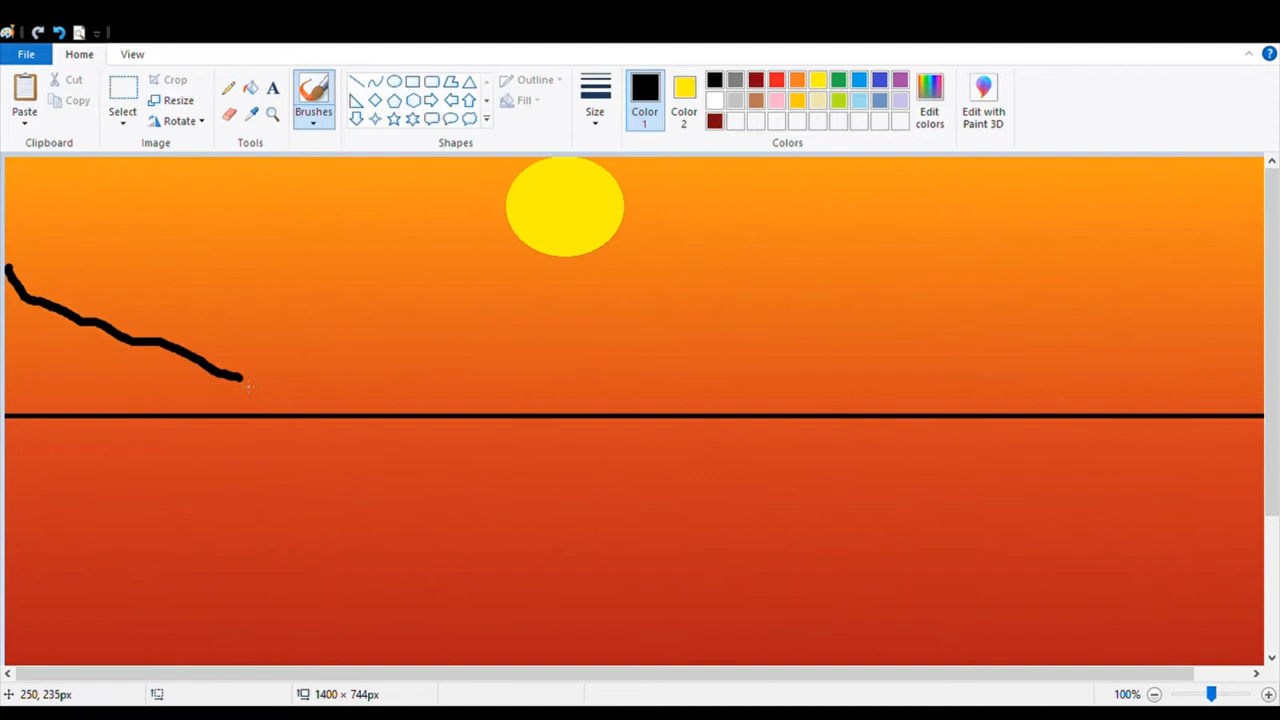 File Home View
Paste Cut Copy Clipboard
Select Crop Resize Rotate Image
A Tools
Brushes
Outline Fill Shapes
Size
Color 1 Color 2 Edit colors Colors
Edit with Paint 3D
250, 235px 1400 × 744px 100%